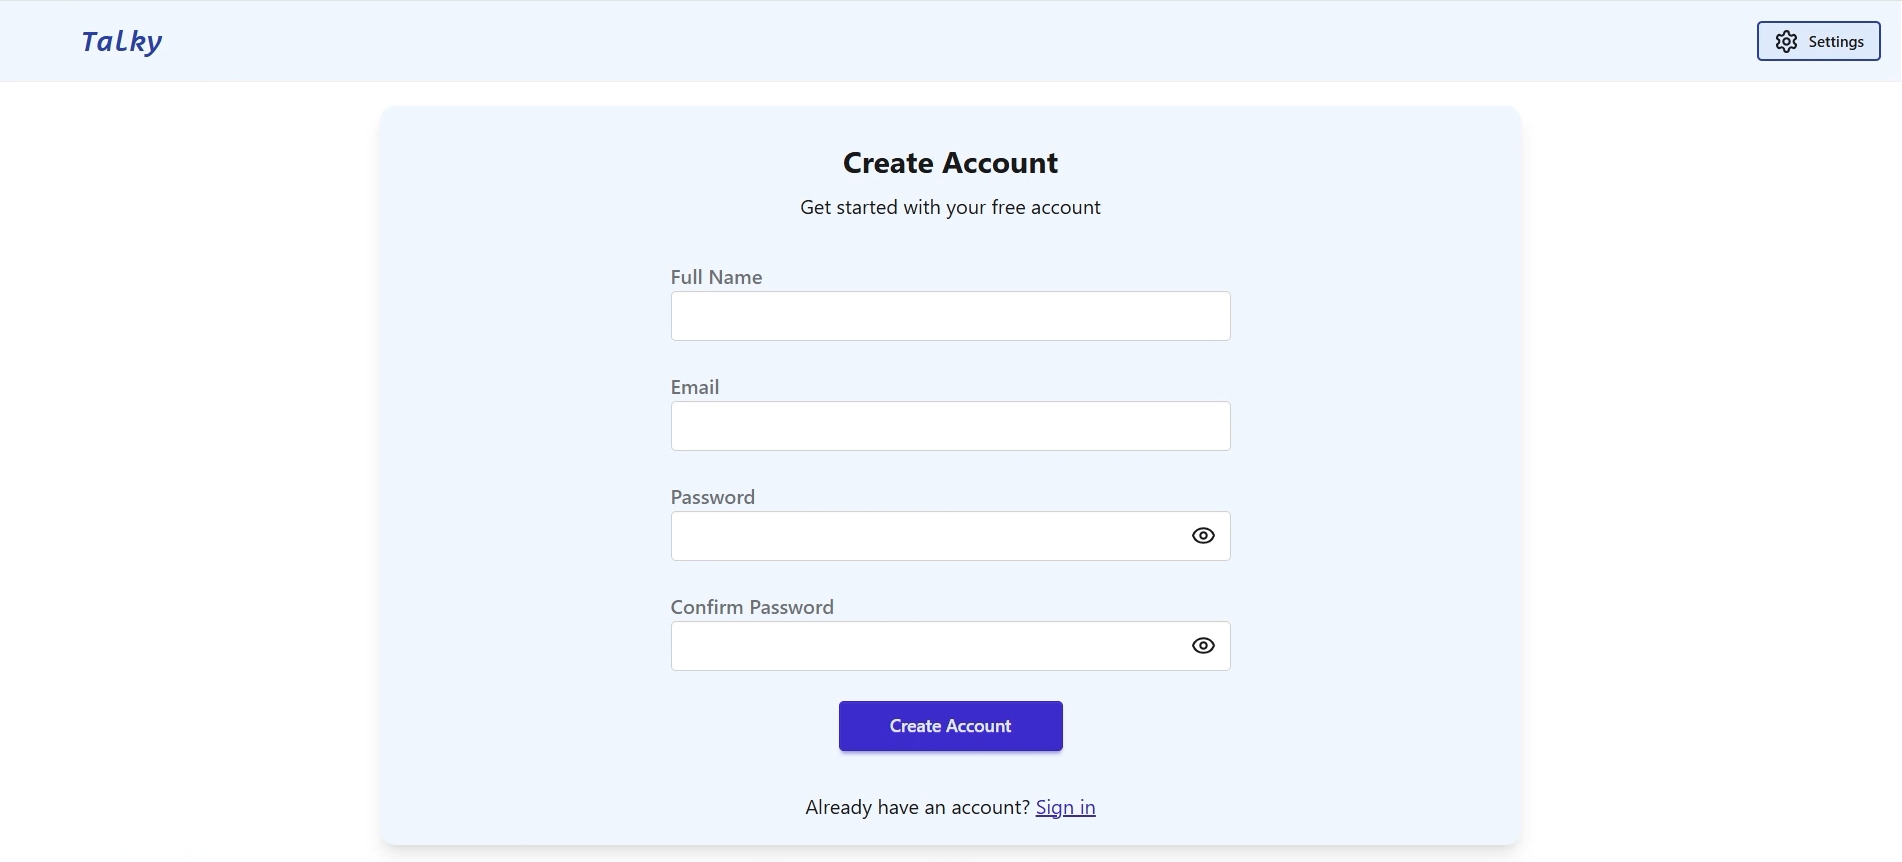 Talky
Settings
Create Account
Get started with your free account
Full Name
Email
Password
Confirm Password
Create Account
Already have an account? Sign in